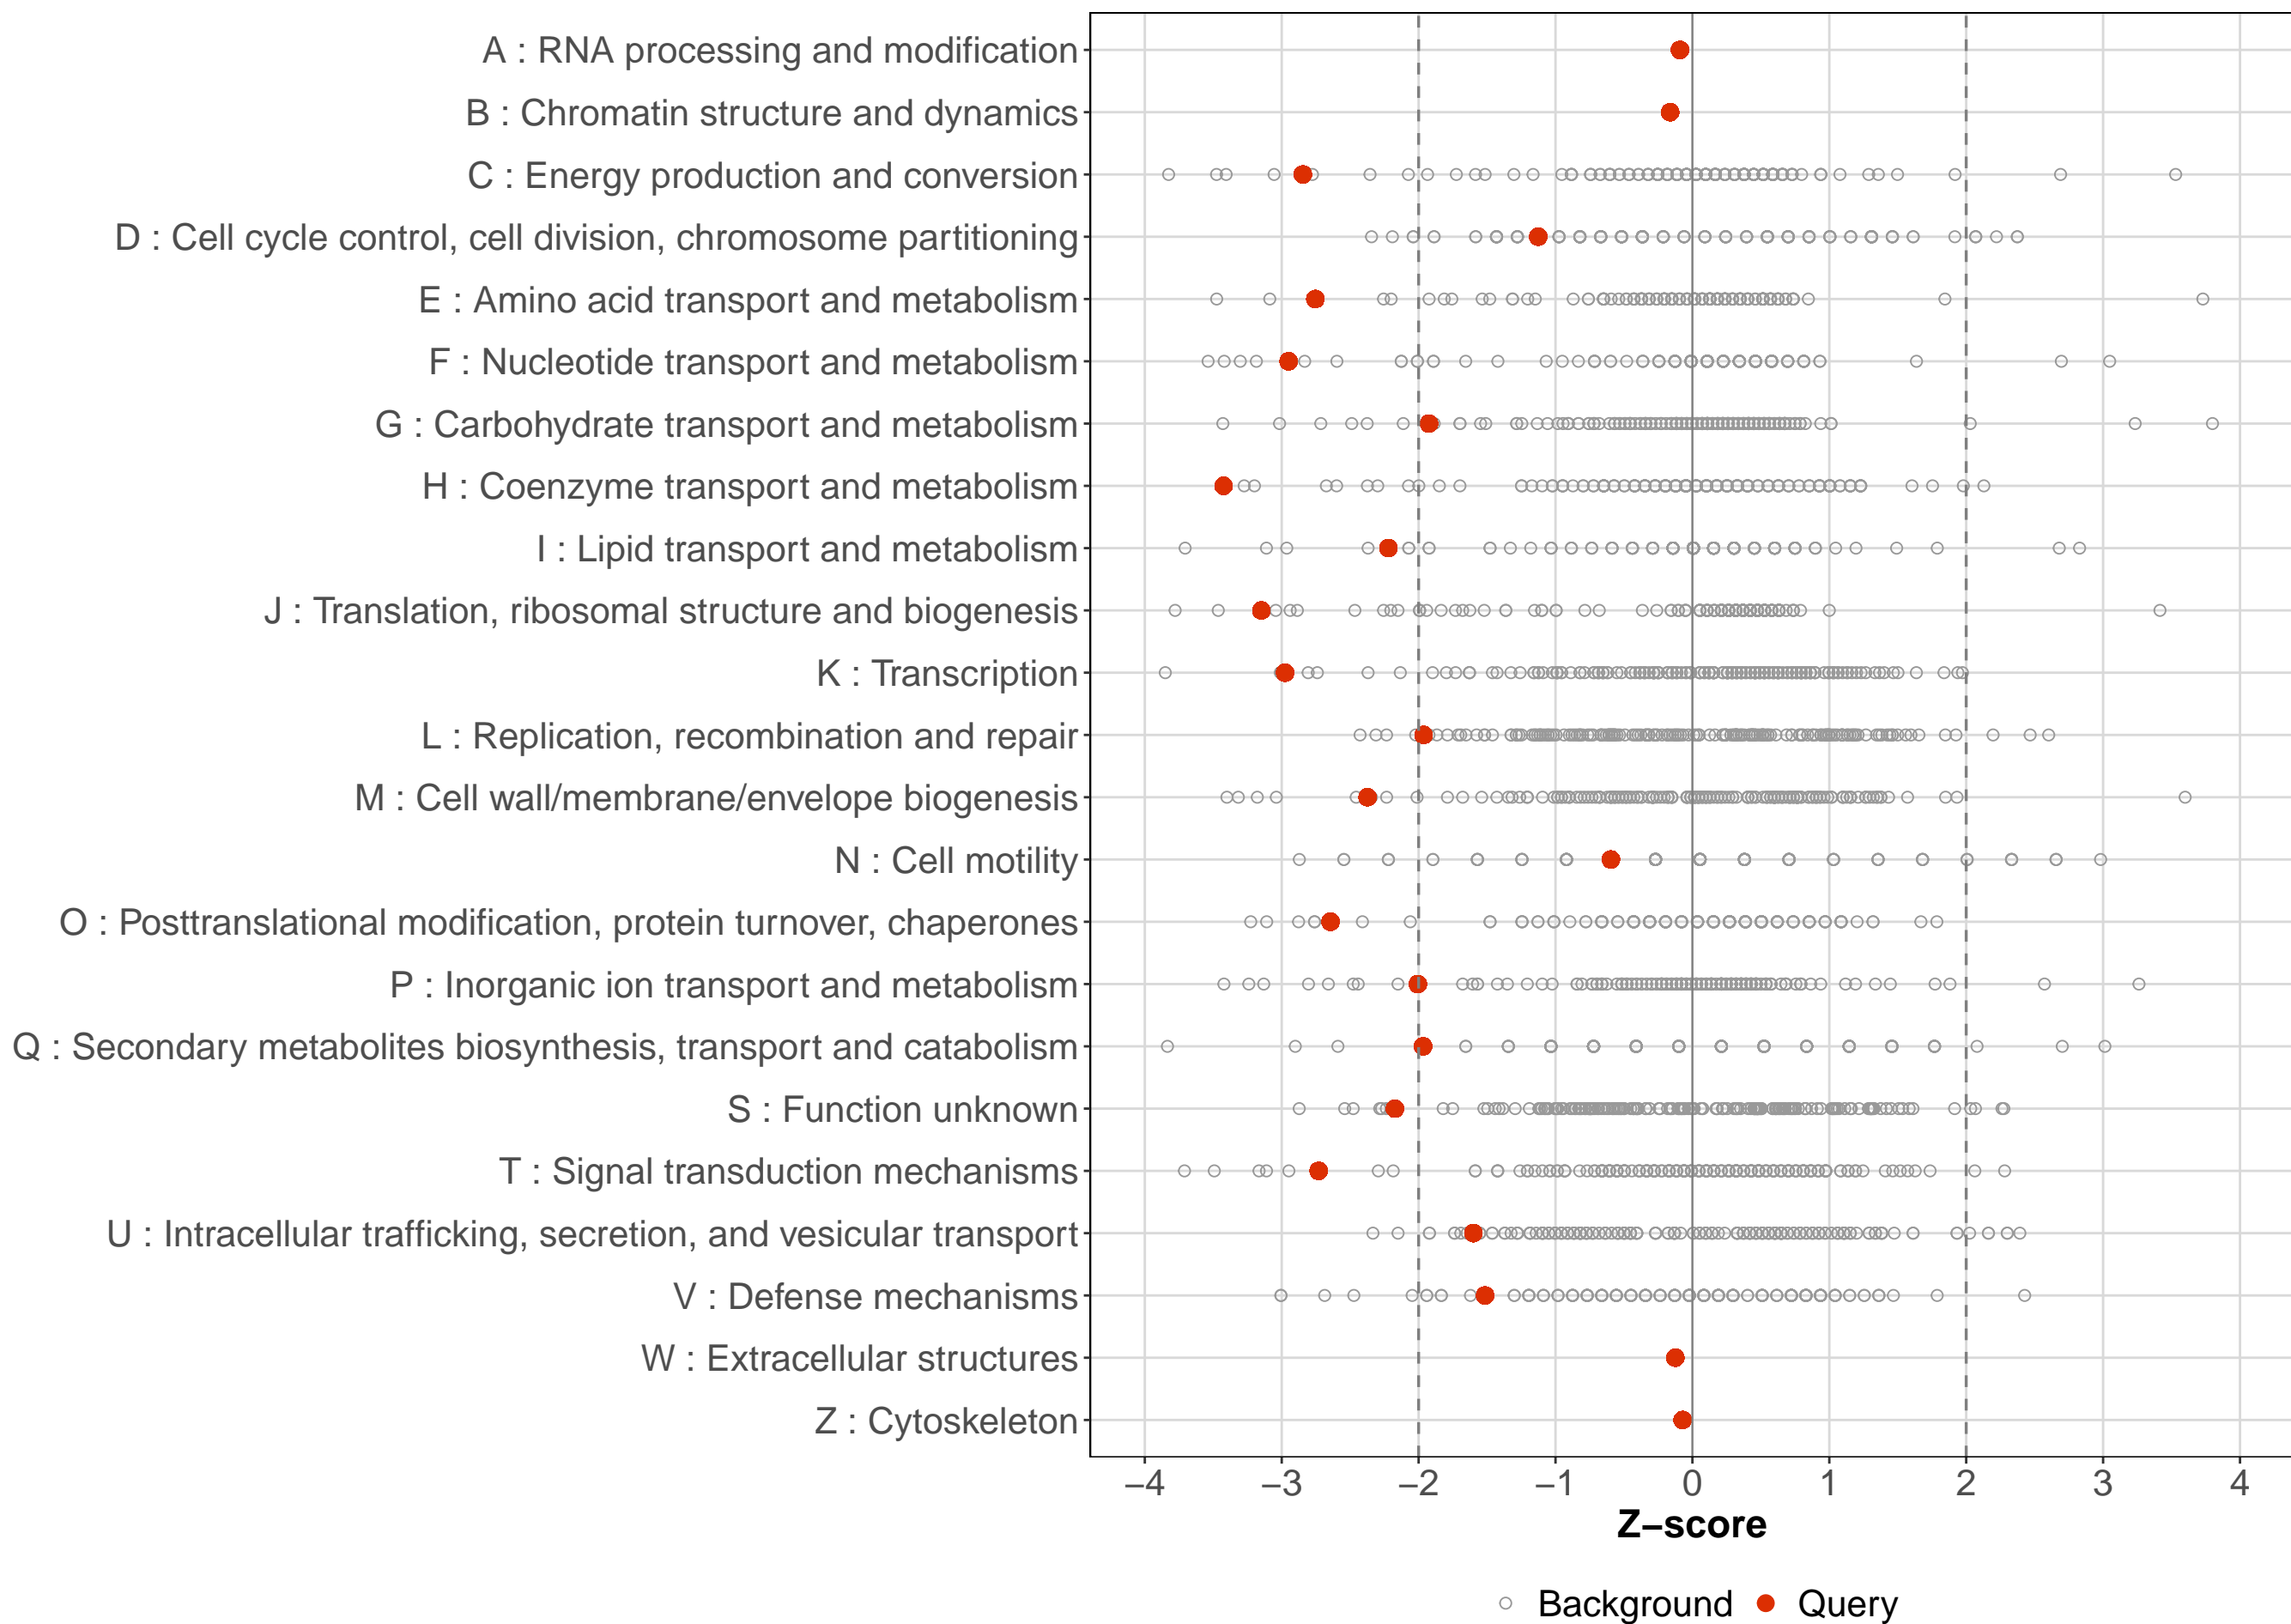 A : RNA processing and modification
B : Chromatin structure and dynamics
C : Energy production and conversion
D : Cell cycle control, cell division, chromosome partitioning
E : Amino acid transport and metabolism
F : Nucleotide transport and metabolism
G : Carbohydrate transport and metabolism
H : Coenzyme transport and metabolism
I : Lipid transport and metabolism
J : Translation, ribosomal structure and biogenesis
K : Transcription
L : Replication, recombination and repair
M : Cell wall/membrane/envelope biogenesis
N : Cell motility
O : Posttranslational modification, protein turnover, chaperones
P : Inorganic ion transport and metabolism
Q : Secondary metabolites biosynthesis, transport and catabolism
S : Function unknown
T : Signal transduction mechanisms
U : Intracellular trafficking, secretion, and vesicular transport
V : Defense mechanisms
W : Extracellular structures
Z : Cytoskeleton
−4 −3 −2 −1 0 1 2 3 4
Z−score
Background Query